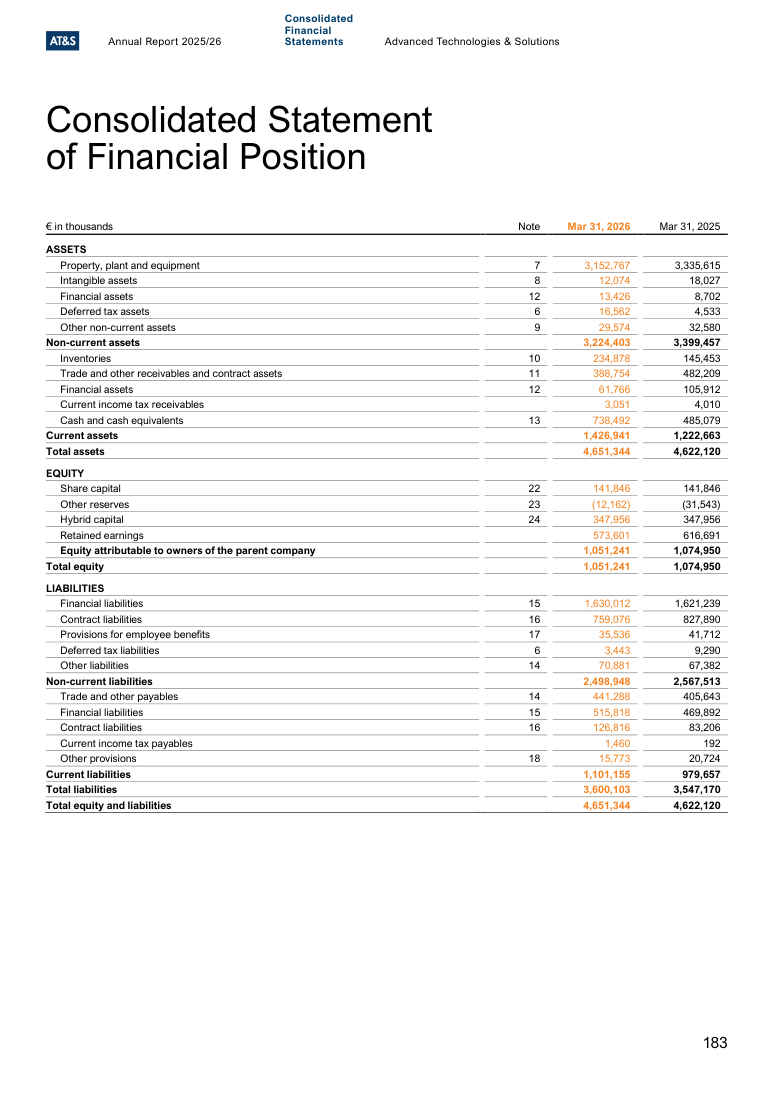 Consolidated
Financial
Statements
AT&S Annual Report 2025/26 Advanced Technologies & Solutions
Consolidated Statement
of Financial Position
€ in thousands Note Mar 31, 2026 Mar 31, 2025
ASSETS
Property, plant and equipment 7 3,152,767 3,335,615
Intangible assets 8 12,074 18,027
Financial assets 12 13,426 8,702
Deferred tax assets 6 16,562 4,533
Other non-current assets 9 29,574 32,580
Non-current assets 3,224,403 3,399,457
Inventories 10 234,878 145,453
Trade and other receivables and contract assets 11 388,754 482,209
Financial assets 12 61,766 105,912
Current income tax receivables 3,051 4,010
Cash and cash equivalents 13 738,492 485,079
Current assets 1,426,941 1,222,663
Total assets 4,651,344 4,622,120
EQUITY
Share capital 22 141,846 141,846
Other reserves 23 (12,162) (31,543)
Hybrid capital 24 347,956 347,956
Retained earnings 573,601 616,691
Equity attributable to owners of the parent company 1,051,241 1,074,950
Total equity 1,051,241 1,074,950
LIABILITIES
Financial liabilities 15 1,630,012 1,621,239
Contract liabilities 16 759,076 827,890
Provisions for employee benefits 17 35,536 41,712
Deferred tax liabilities 6 3,443 9,290
Other liabilities 14 70,881 67,382
Non-current liabilities 2,498,948 2,567,513
Trade and other payables 14 441,288 405,643
Financial liabilities 15 515,818 469,892
Contract liabilities 16 126,816 83,206
Current income tax payables 1,460 192
Other provisions 18 15,773 20,724
Current liabilities 1,101,155 979,657
Total liabilities 3,600,103 3,547,170
Total equity and liabilities 4,651,344 4,622,120
183